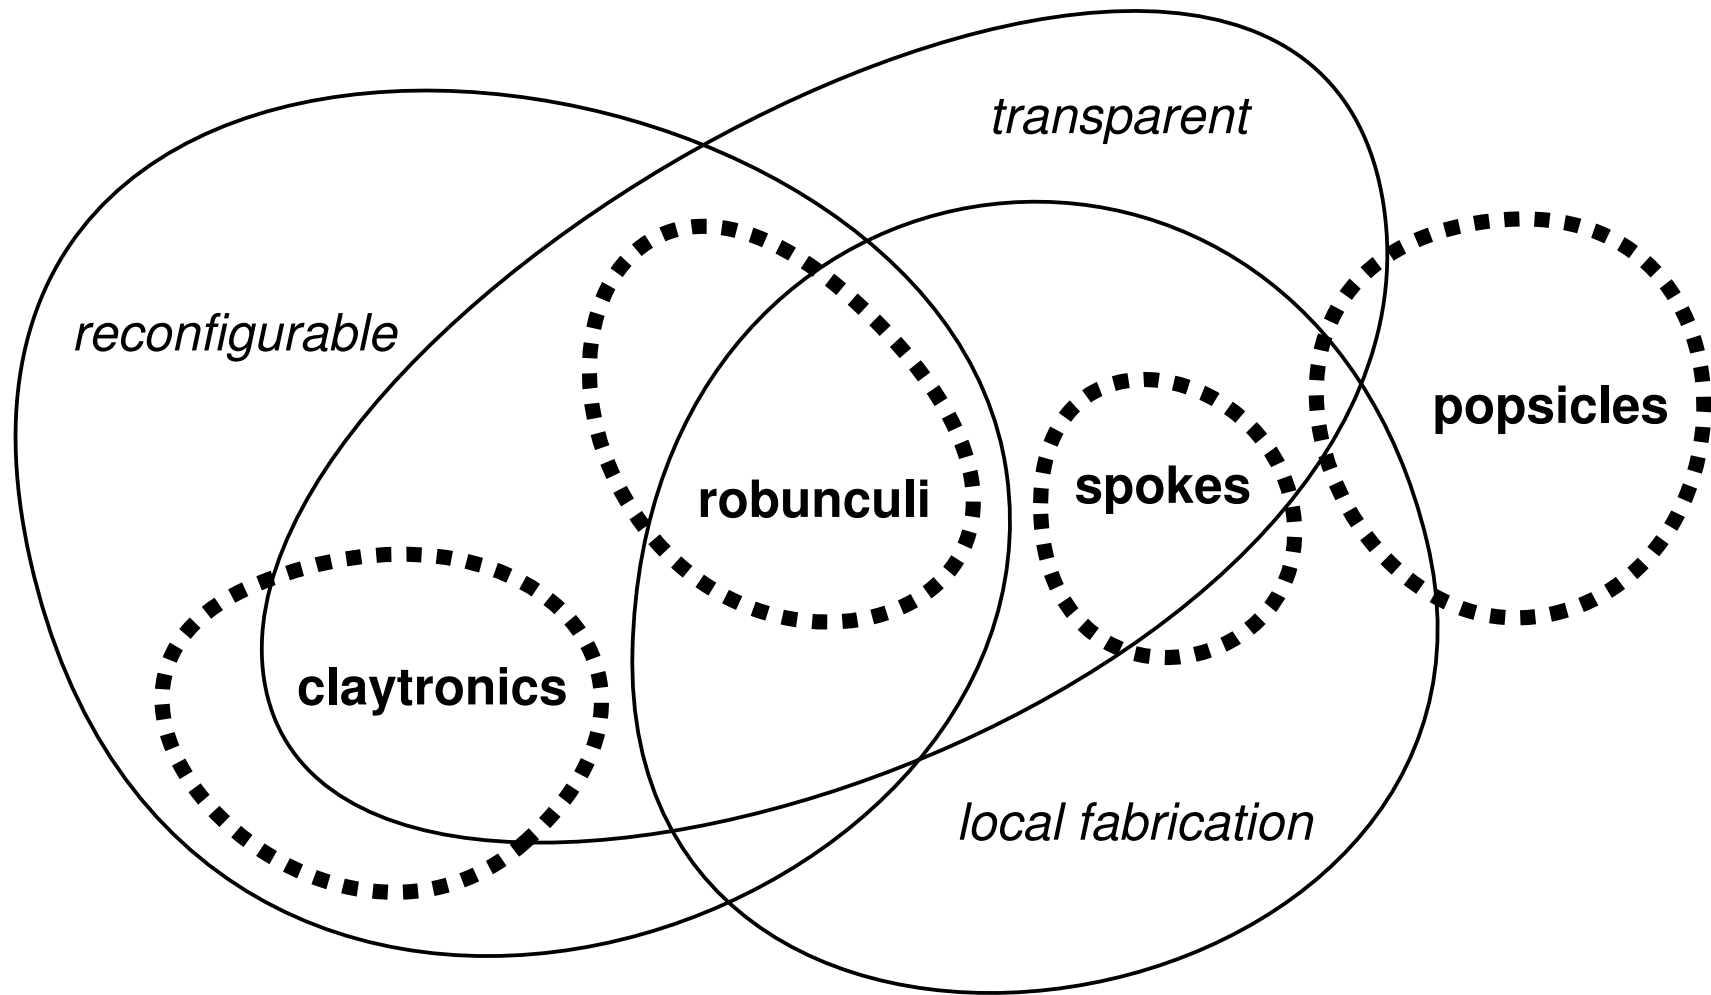 transparent
reconfigurable
popsicles
spokes
robunculi
claytronics
local fabrication